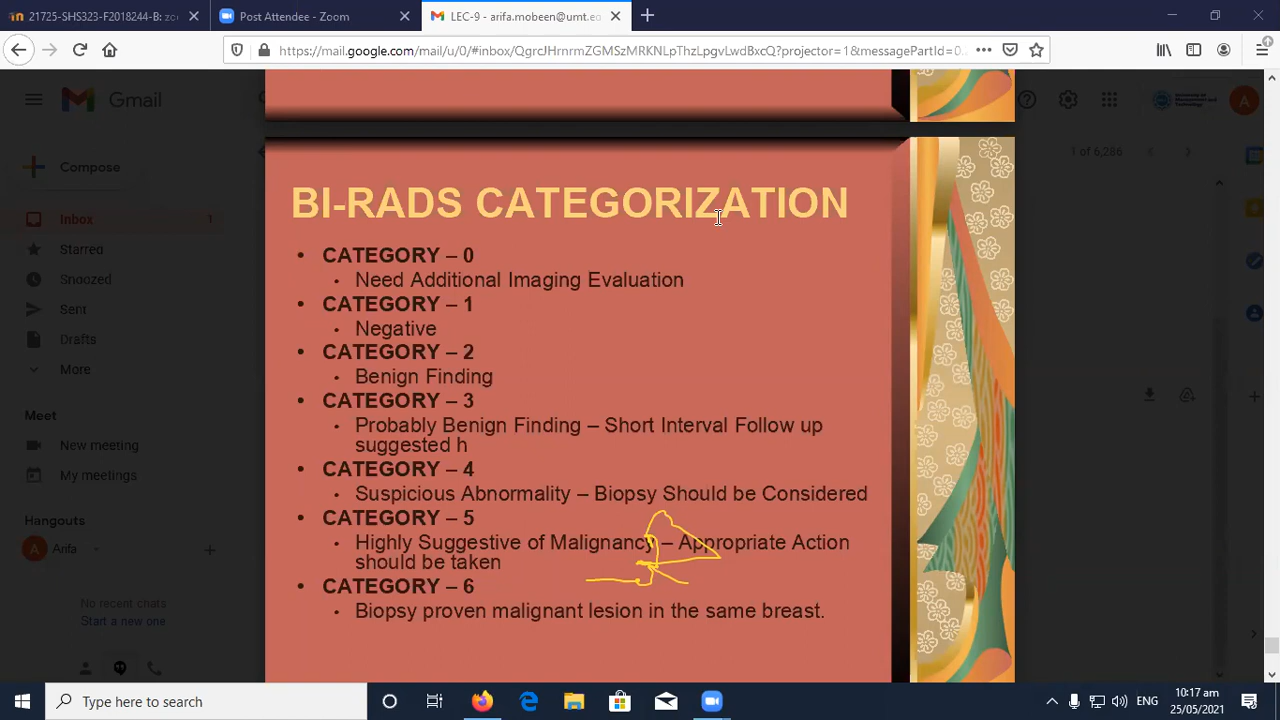 21725-SHS323-F2018244-B: zoo
Post Attendee - Zoom
LEC-9 - arifa.mobeen@umt.ed
https://mail.google.com/mail/u/0/#inbox/QgrcJHrnrmZGMSzMRKNLpThzLpgvLwdBxcQ?projector=1&messagePartId=0.
Gmail
A
Compose
1 of 6,286
Inbox 1
Starred
Snoozed
Sent
Drafts
More
Meet
New meeting
My meetings
Hangouts
Arifa
No recent chats
Start a new one
BI-RADS CATEGORIZATION
• CATEGORY – 0
• Need Additional Imaging Evaluation
• CATEGORY – 1
• Negative
• CATEGORY – 2
• Benign Finding
• CATEGORY – 3
• Probably Benign Finding – Short Interval Follow up
suggested h
• CATEGORY – 4
• Suspicious Abnormality – Biopsy Should be Considered
• CATEGORY – 5
• Highly Suggestive of Malignancy – Appropriate Action
should be taken
• CATEGORY – 6
• Biopsy proven malignant lesion in the same breast.
Type here to search
ENG
10:17 am
25/05/2021